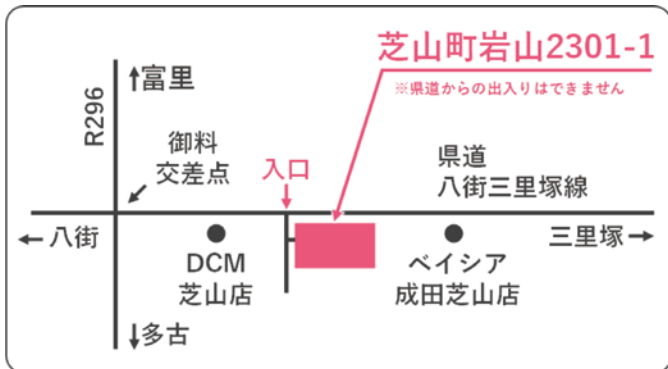 芝山町岩山2301-1
※県道からの出入りはできません
↑富里
R296
御料
交差点
入口
県道
八街三里塚線
←八街
三里塚→
DCM
芝山店
ベイシア
成田芝山店
↓多古